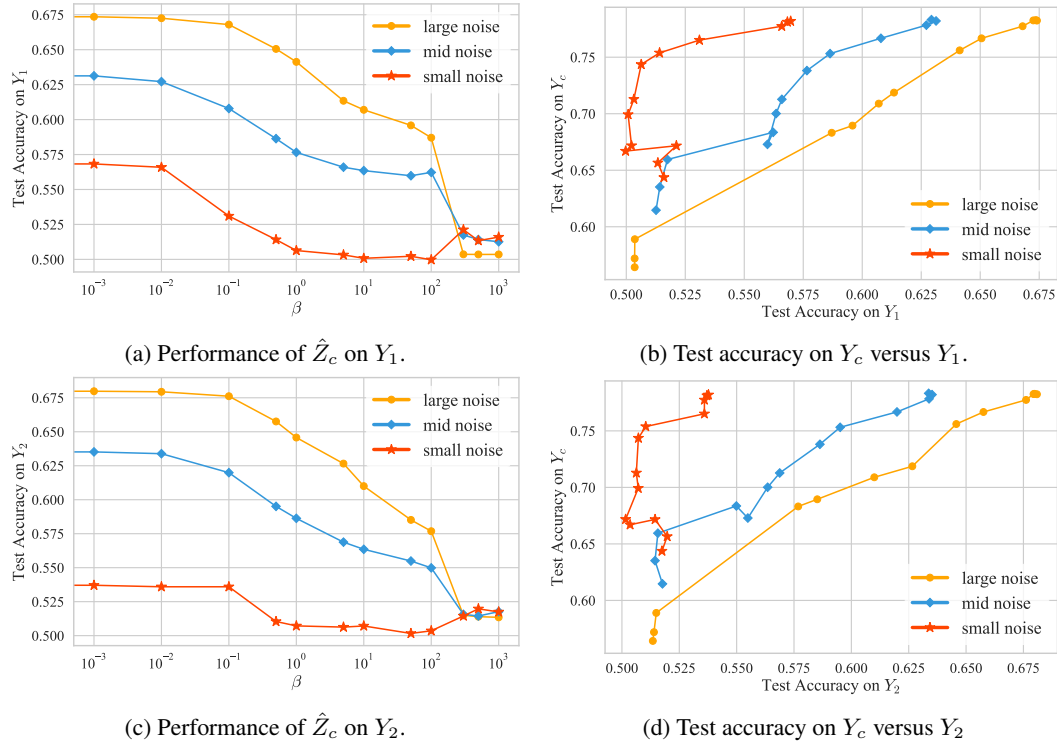 0.675
0.650
0.625
0.600
0.575
0.550
0.525
0.500
Test Accuracy on Y₁
large noise
mid noise
small noise
10⁻³ 10⁻² 10⁻¹ 10⁰ 10¹ 10² 10³
β
(a) Performance of Ẑ_c on Y₁.
0.75
0.70
0.65
0.60
Test Accuracy on Y_c
large noise
mid noise
small noise
0.500 0.525 0.550 0.575 0.600 0.625 0.650 0.675
Test Accuracy on Y₁
(b) Test accuracy on Y_c versus Y₁.
0.675
0.650
0.625
0.600
0.575
0.550
0.525
0.500
Test Accuracy on Y₂
large noise
mid noise
small noise
10⁻³ 10⁻² 10⁻¹ 10⁰ 10¹ 10² 10³
β
(c) Performance of Ẑ_c on Y₂.
0.75
0.70
0.65
0.60
Test Accuracy on Y_c
large noise
mid noise
small noise
0.500 0.525 0.550 0.575 0.600 0.625 0.650 0.675
Test Accuracy on Y₂
(d) Test accuracy on Y_c versus Y₂